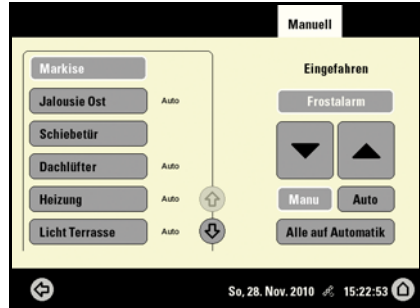 Manuell
Markise
Jalousie Ost Auto
Schiebetür
Dachlüfter Auto
Heizung Auto
Licht Terrasse Auto
Eingefahren
Frostalarm
Manu Auto
Alle auf Automatik
So, 28. Nov. 2010 15:22:53